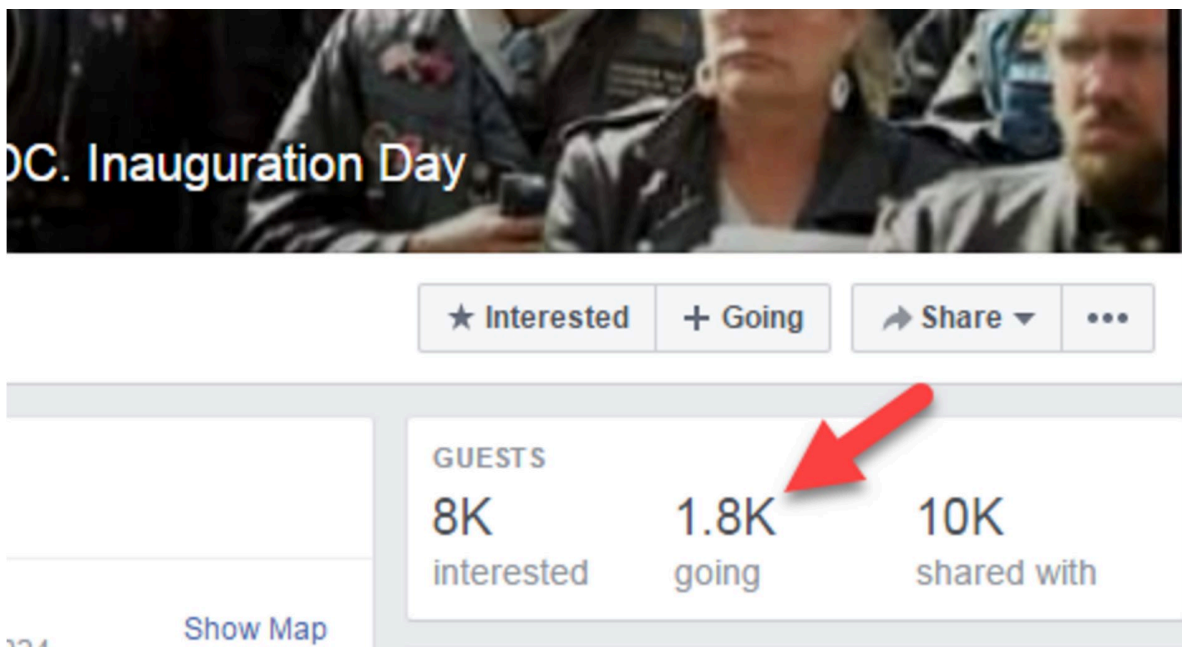 DC. Inauguration Day
★ Interested + Going Share ▾ •••
GUESTS
8K 1.8K 10K
interested going shared with
Show Map